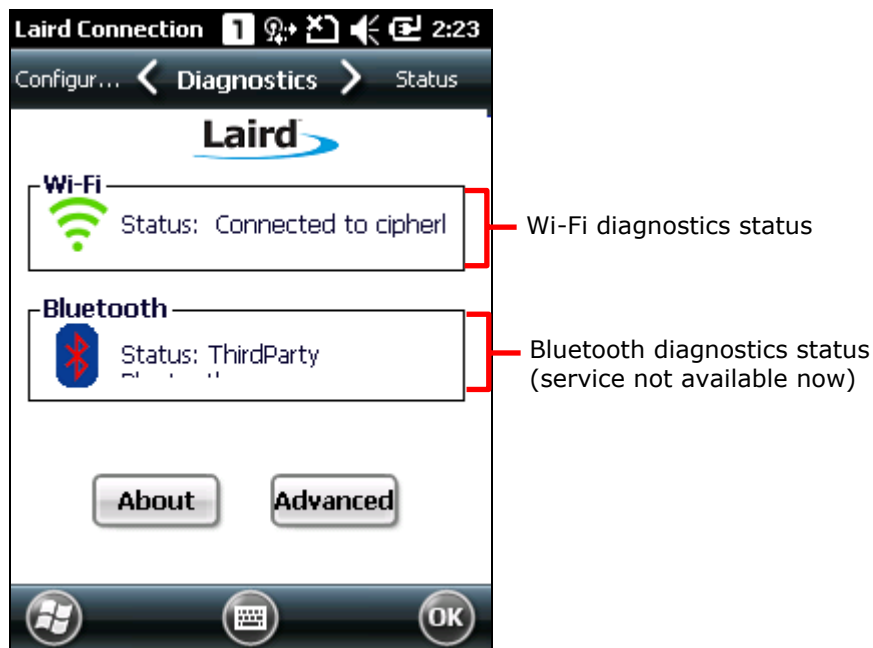 Laird Connection 1 2:23
Configur... Diagnostics Status
Laird
Wi-Fi
Status: Connected to cipherl
Wi-Fi diagnostics status
Bluetooth
Status: ThirdParty
Bluetooth diagnostics status
(service not available now)
About Advanced
OK